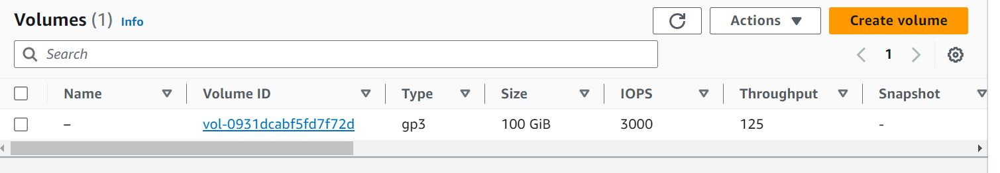 Volumes (1) Info
Actions
Create volume
Search
1
Name Volume ID Type Size IOPS Throughput Snapshot
– vol-0931dcabf5fd7f72d gp3 100 GiB 3000 125 -